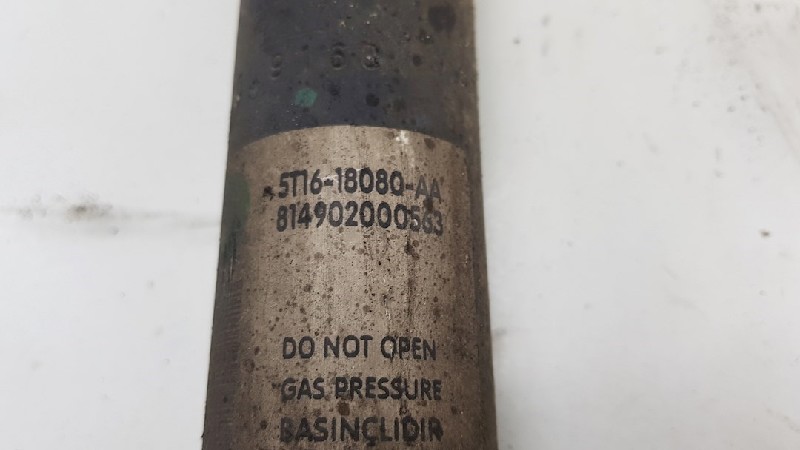 5T16-18080-AA
814902000563
DO NOT OPEN
GAS PRESSURE
BASINÇLIDIR